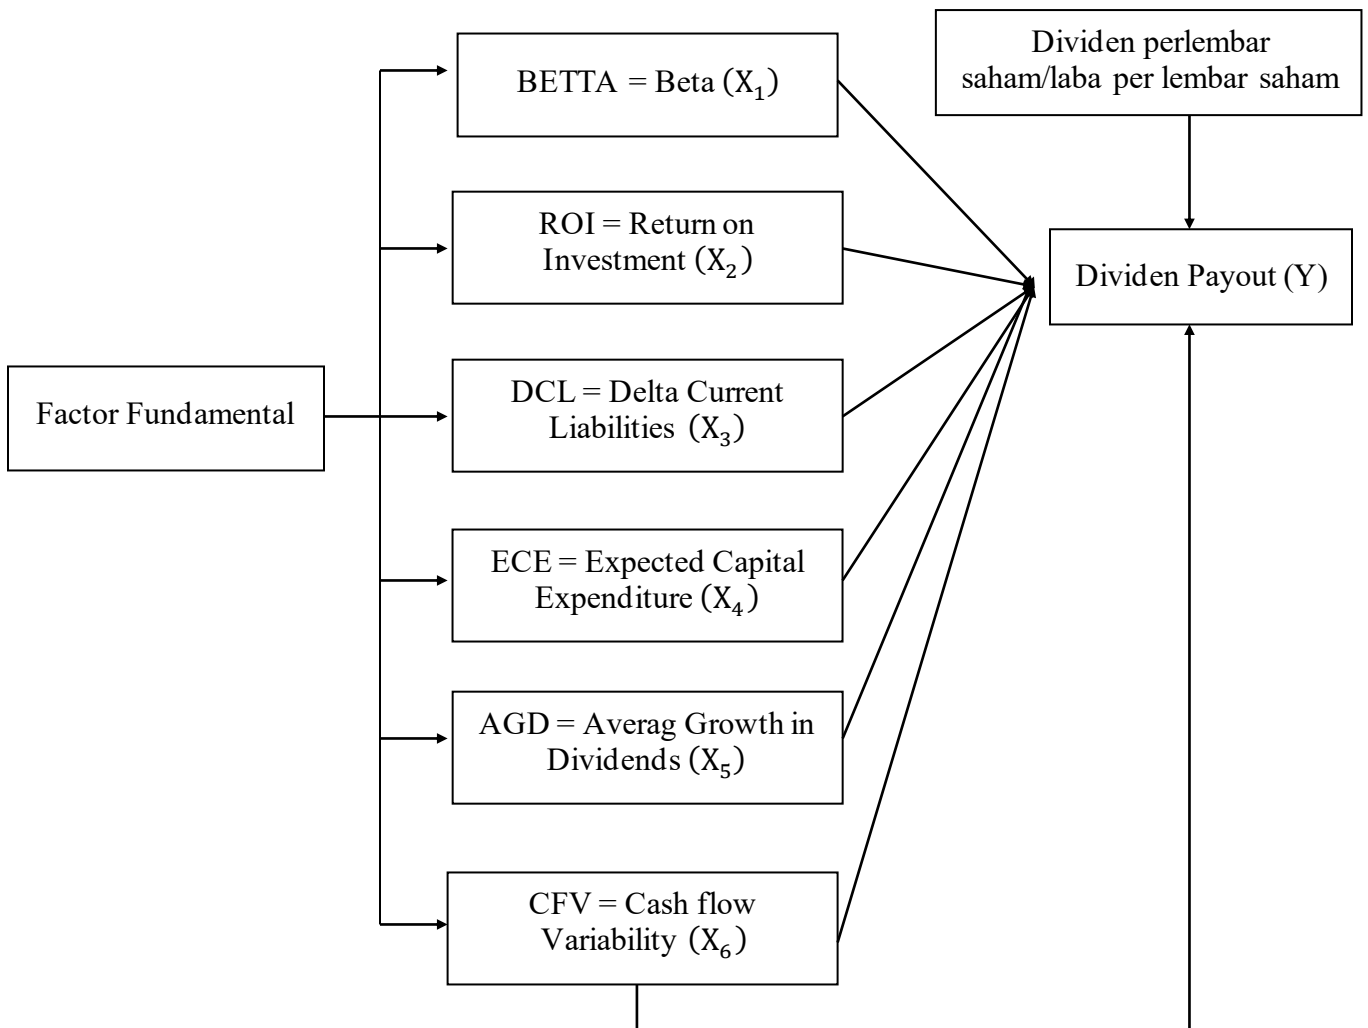 BETTA = Beta (X₁)
Dividen perlembar
saham/laba per lembar saham
ROI = Return on
Investment (X₂)
Dividen Payout (Y)
Factor Fundamental
DCL = Delta Current
Liabilities (X₃)
ECE = Expected Capital
Expenditure (X₄)
AGD = Averag Growth in
Dividends (X₅)
CFV = Cash flow
Variability (X₆)